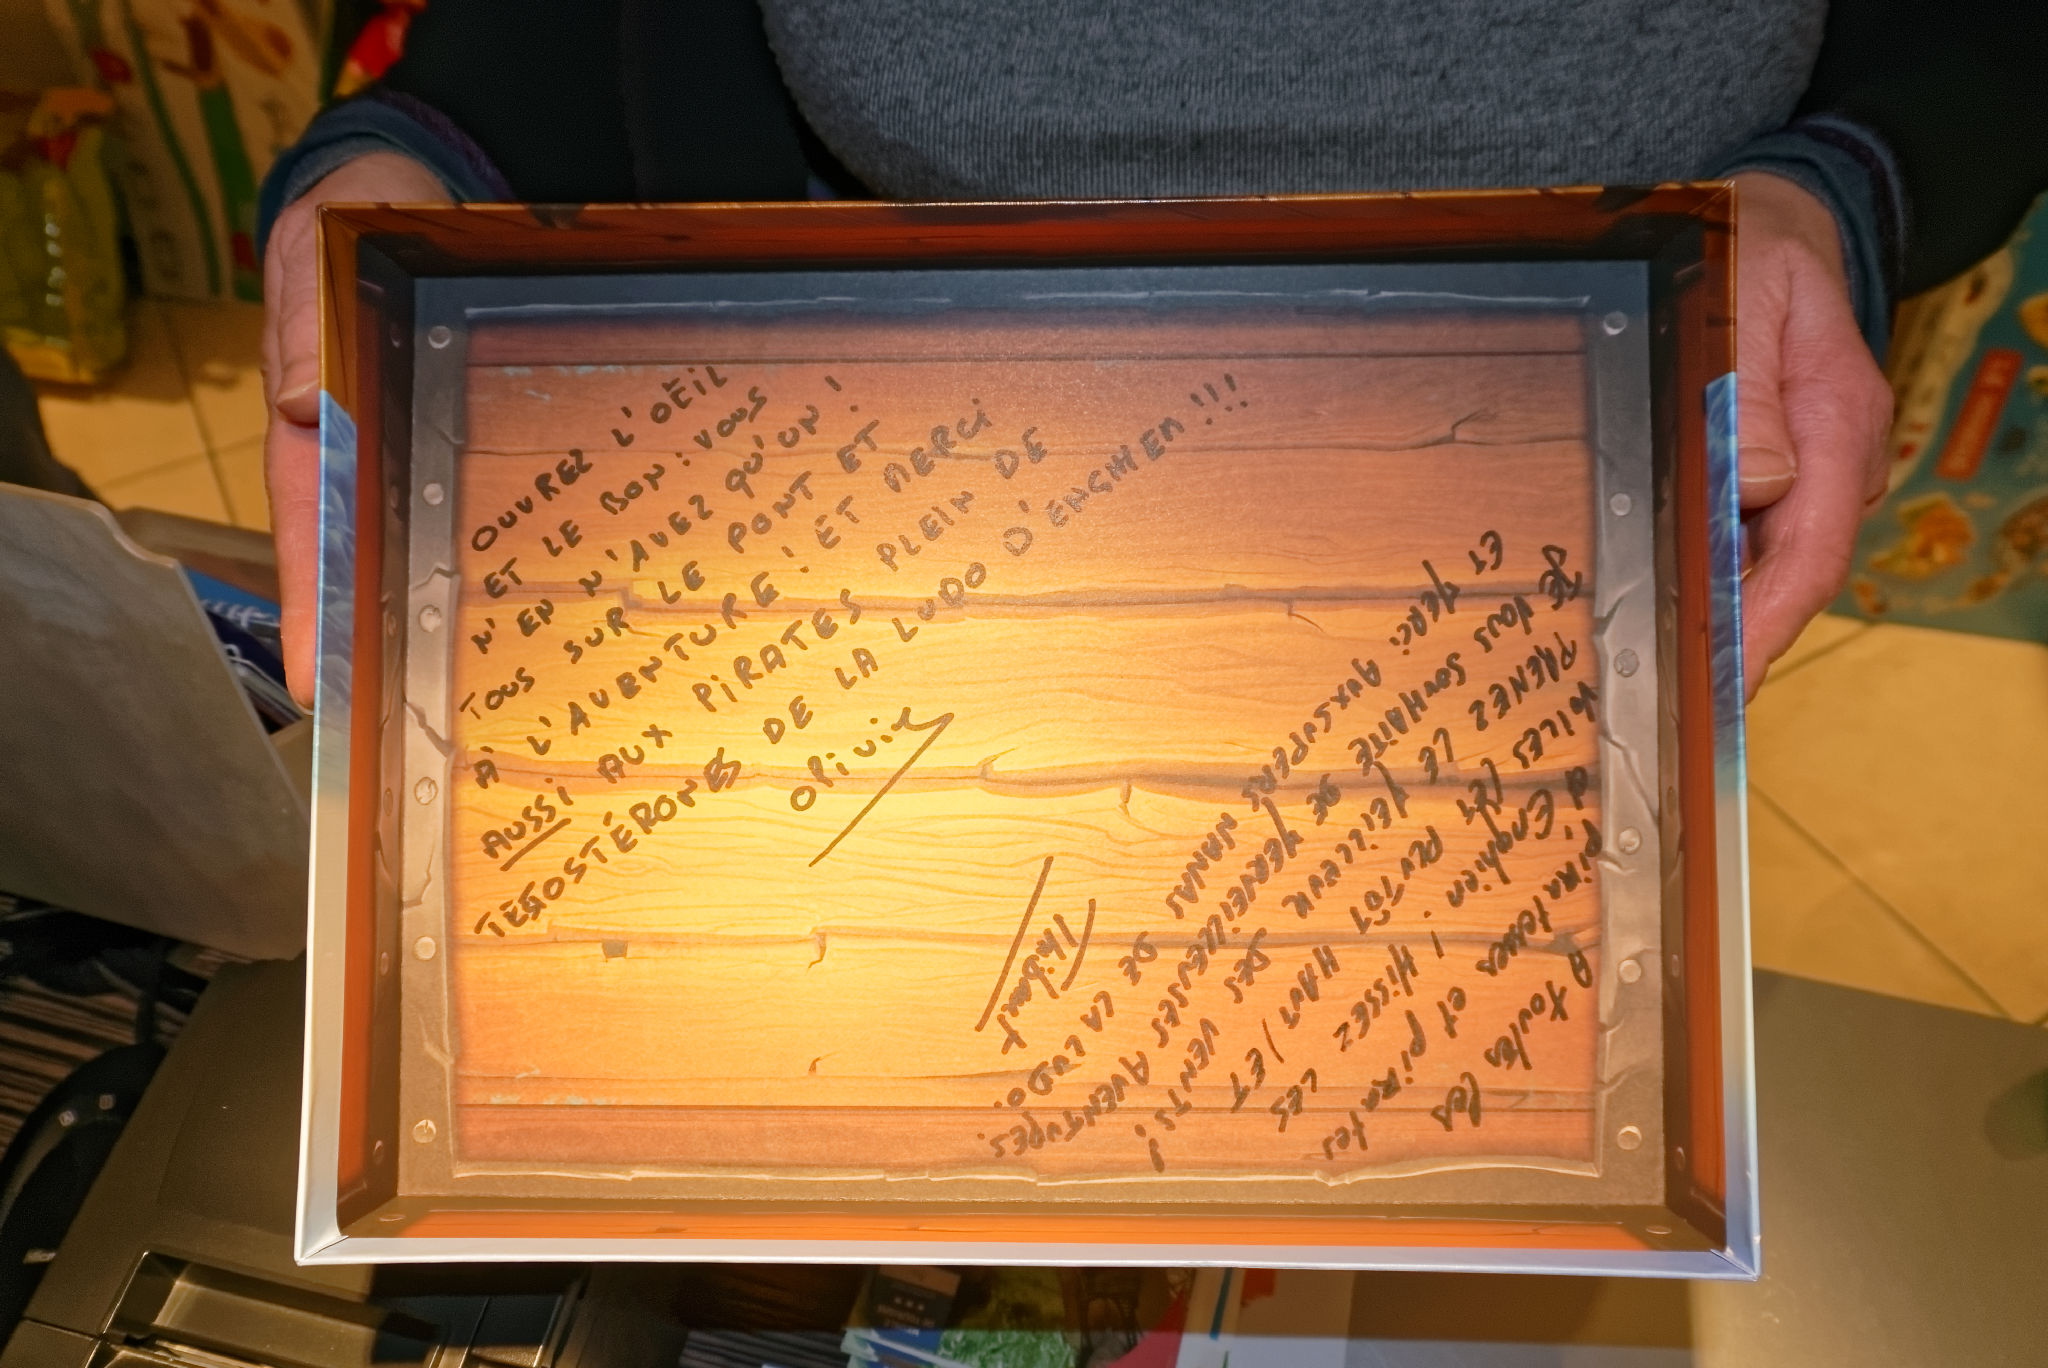 OUVREZ L'OEIL
ET LE BON : VOUS
N'EN N'AVEZ QU'UN !
TOUS SUR LE PONT ET
À L'AVENTURE ! ET MERCI
AUSSI AUX PIRATES PLEIN DE
TESOSTÉRONES DE LA LUDO D'ENGHIEN !!!
Olivier
A toutes les
piratesses et pirates
d'Enghien ! HISSEZ LES
VOILES (ET PLUTÔT HAUT) ET
PRENEZ LE MEILLEUR DES VENTS !
JE VOUS SOUHAITE DE MERVEILLEUSES AVENTURES.
ET MERCI AUX SUPERS NANAS DE LA LUDO.
Thibaut